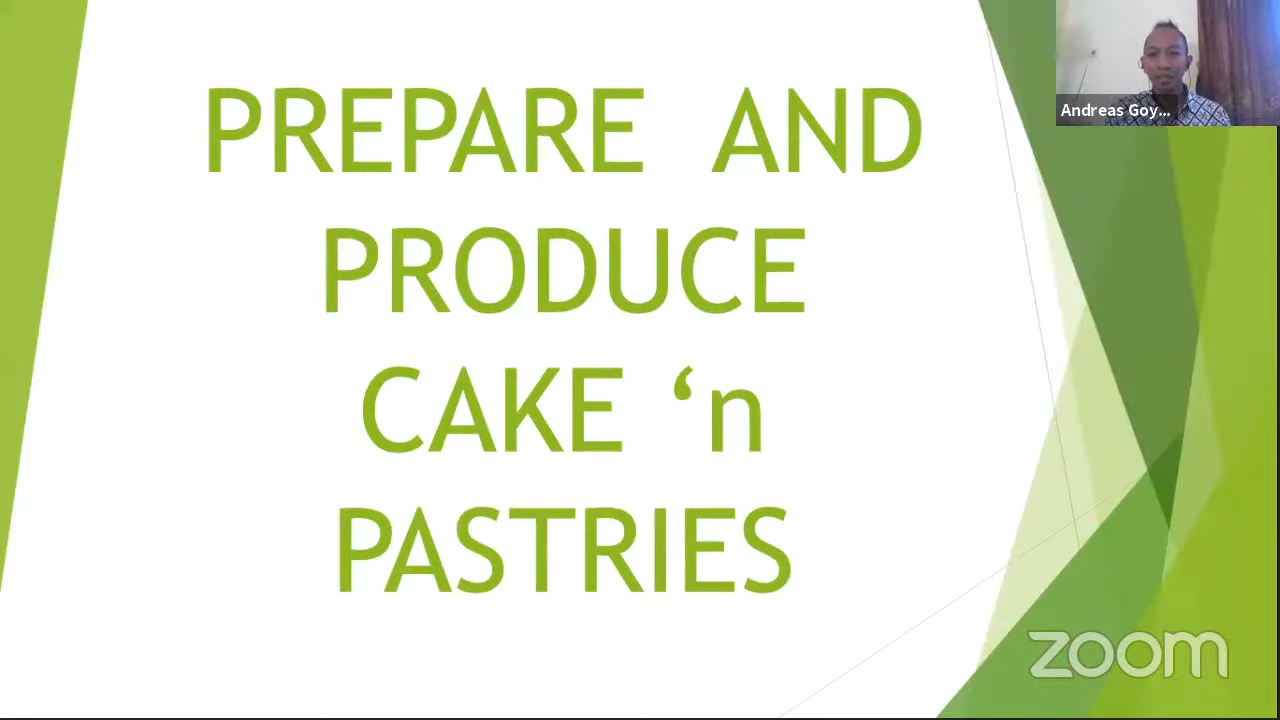 PREPARE AND
PRODUCE
CAKE ‘n
PASTRIES
Andreas Goy...
zoom